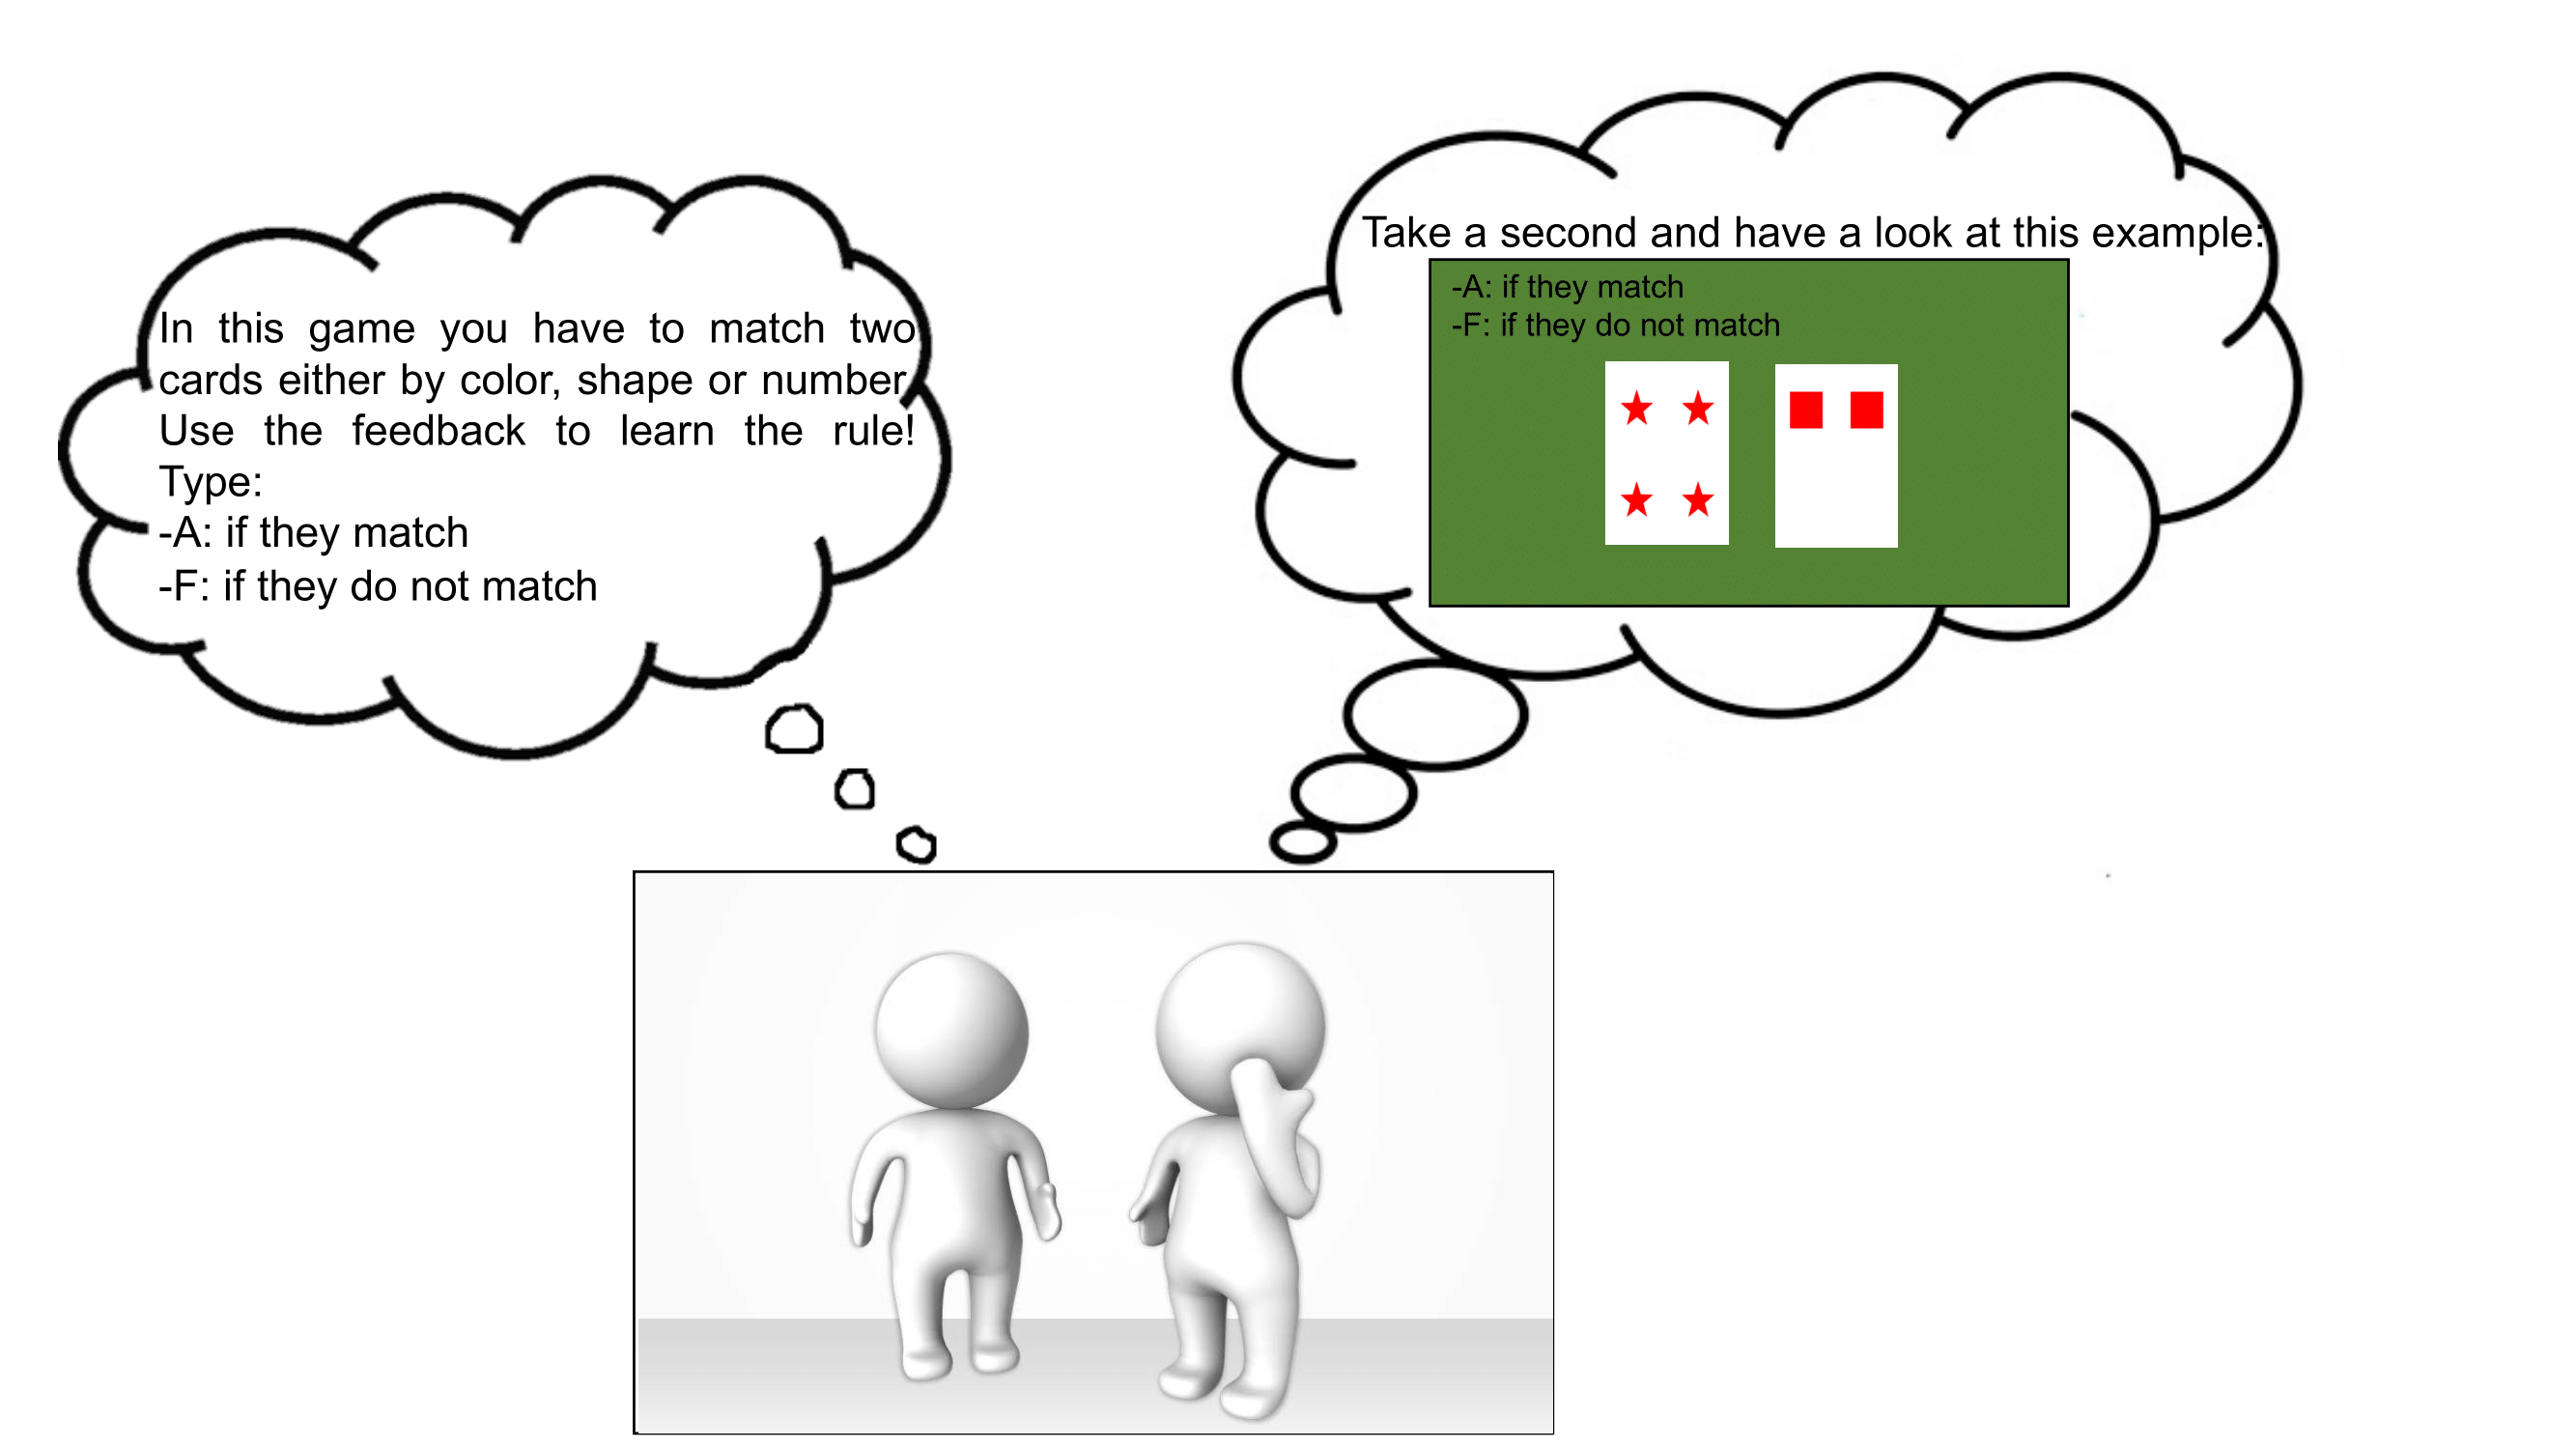 In this game you have to match two
cards either by color, shape or number.
Use the feedback to learn the rule!
Type:
-A: if they match
-F: if they do not match
Take a second and have a look at this example:
-A: if they match
-F: if they do not match